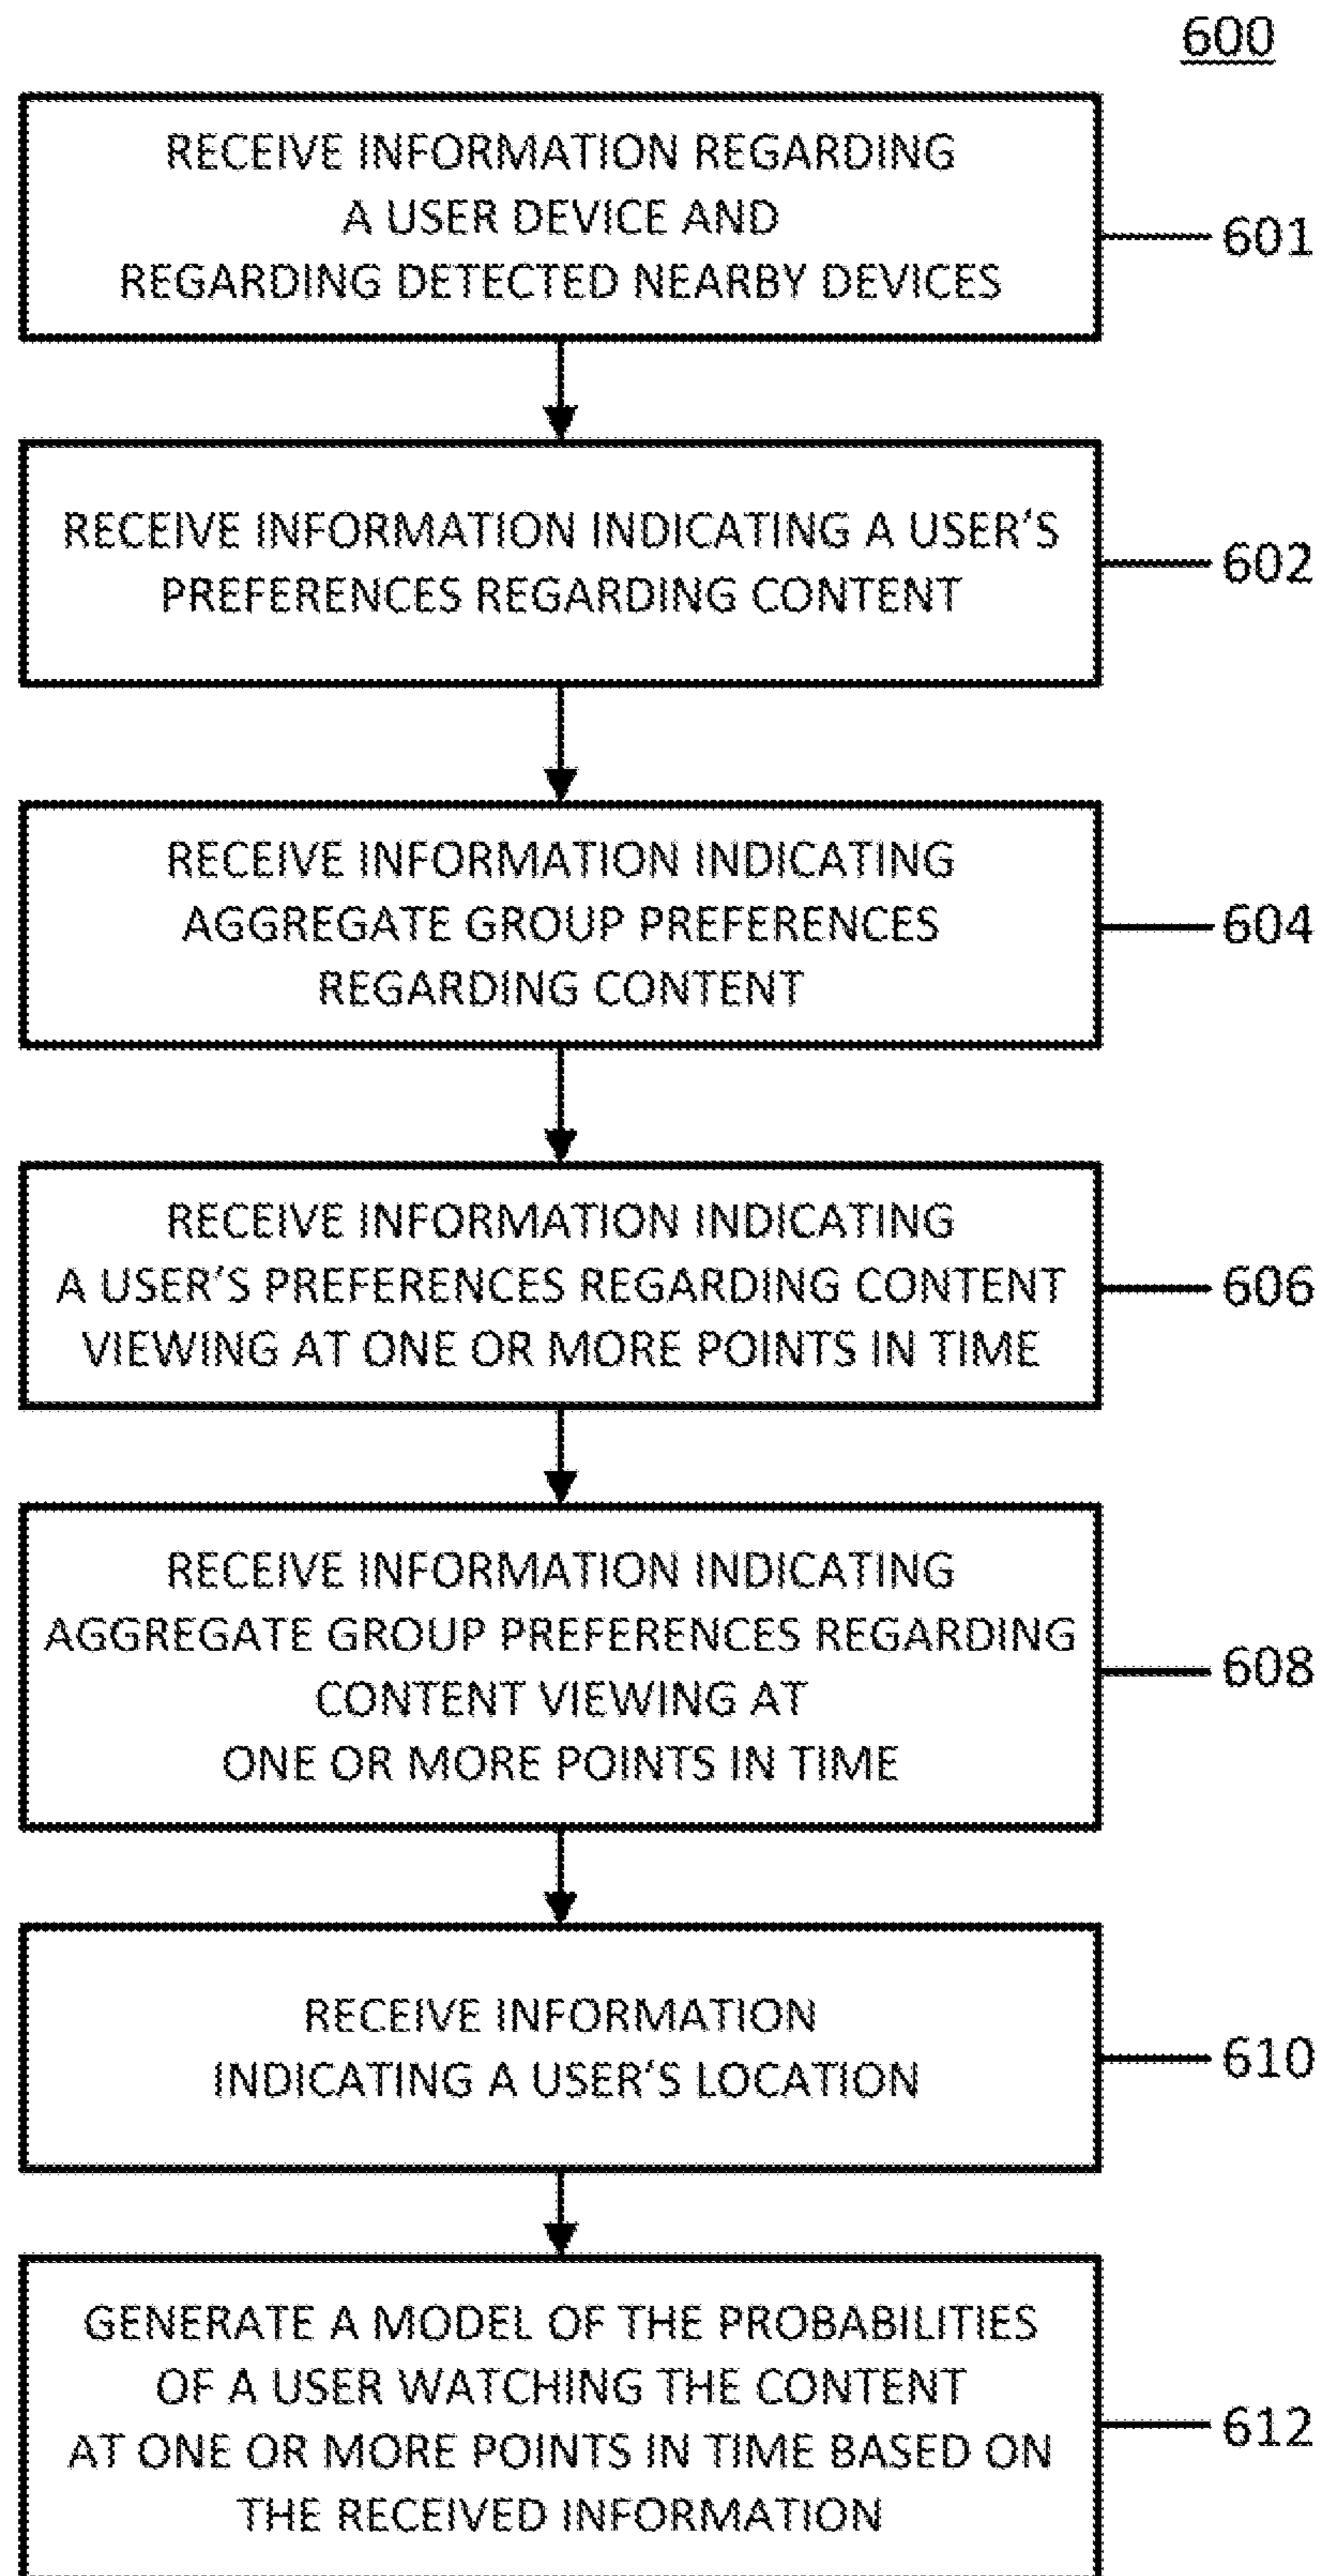 600
RECEIVE INFORMATION REGARDING
A USER DEVICE AND
REGARDING DETECTED NEARBY DEVICES
601
RECEIVE INFORMATION INDICATING A USER'S
PREFERENCES REGARDING CONTENT
602
RECEIVE INFORMATION INDICATING
AGGREGATE GROUP PREFERENCES
REGARDING CONTENT
604
RECEIVE INFORMATION INDICATING
A USER'S PREFERENCES REGARDING CONTENT
VIEWING AT ONE OR MORE POINTS IN TIME
606
RECEIVE INFORMATION INDICATING
AGGREGATE GROUP PREFERENCES REGARDING
CONTENT VIEWING AT
ONE OR MORE POINTS IN TIME
608
RECEIVE INFORMATION
INDICATING A USER'S LOCATION
610
GENERATE A MODEL OF THE PROBABILITIES
OF A USER WATCHING THE CONTENT
AT ONE OR MORE POINTS IN TIME BASED ON
THE RECEIVED INFORMATION
612